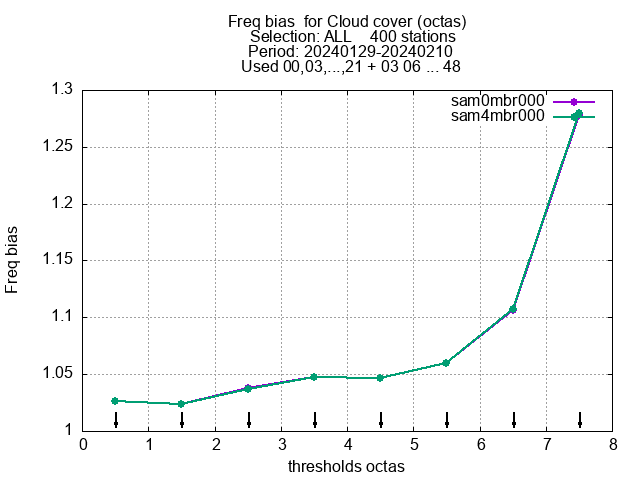 Freq bias  for Cloud cover (octas)
Selection: ALL    400 stations
Period: 20240129-20240210
Used 00,03,...,21 + 03 06 ... 48
sam0mbr000
sam4mbr000
1.3
1.25
1.2
1.15
1.1
1.05
1
Freq bias
0 1 2 3 4 5 6 7 8
thresholds octas